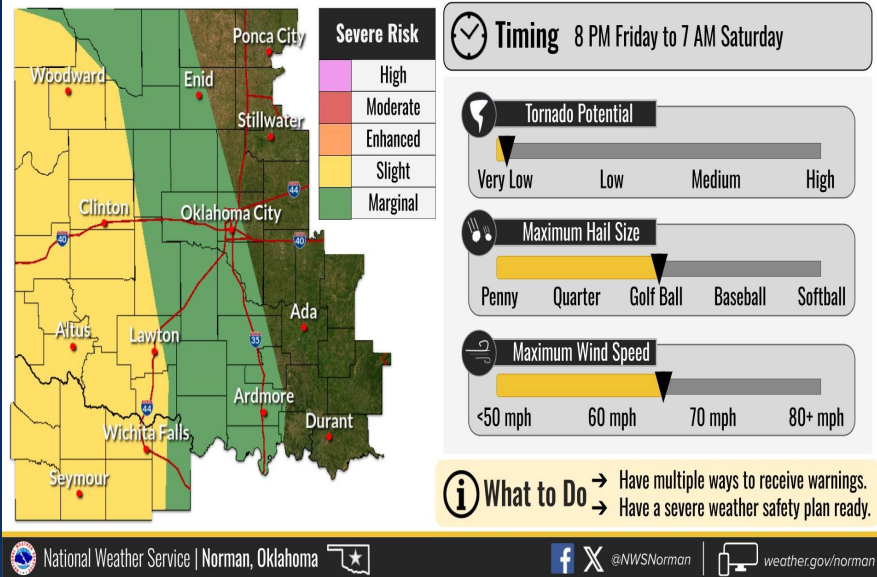 Ponca City
Woodward
Enid
Stillwater
44
Clinton
Oklahoma City
40
40
Ada
Altus
Lawton
35
Ardmore
44
Durant
Wichita Falls
Seymour
Severe Risk
High
Moderate
Enhanced
Slight
Marginal
Timing 8 PM Friday to 7 AM Saturday
Tornado Potential
Very Low Low Medium High
Maximum Hail Size
Penny Quarter Golf Ball Baseball Softball
Maximum Wind Speed
<50 mph 60 mph 70 mph 80+ mph
i What to Do
→ Have multiple ways to receive warnings.
→ Have a severe weather safety plan ready.
National Weather Service | Norman, Oklahoma
f X @NWSNorman
weather.gov/norman